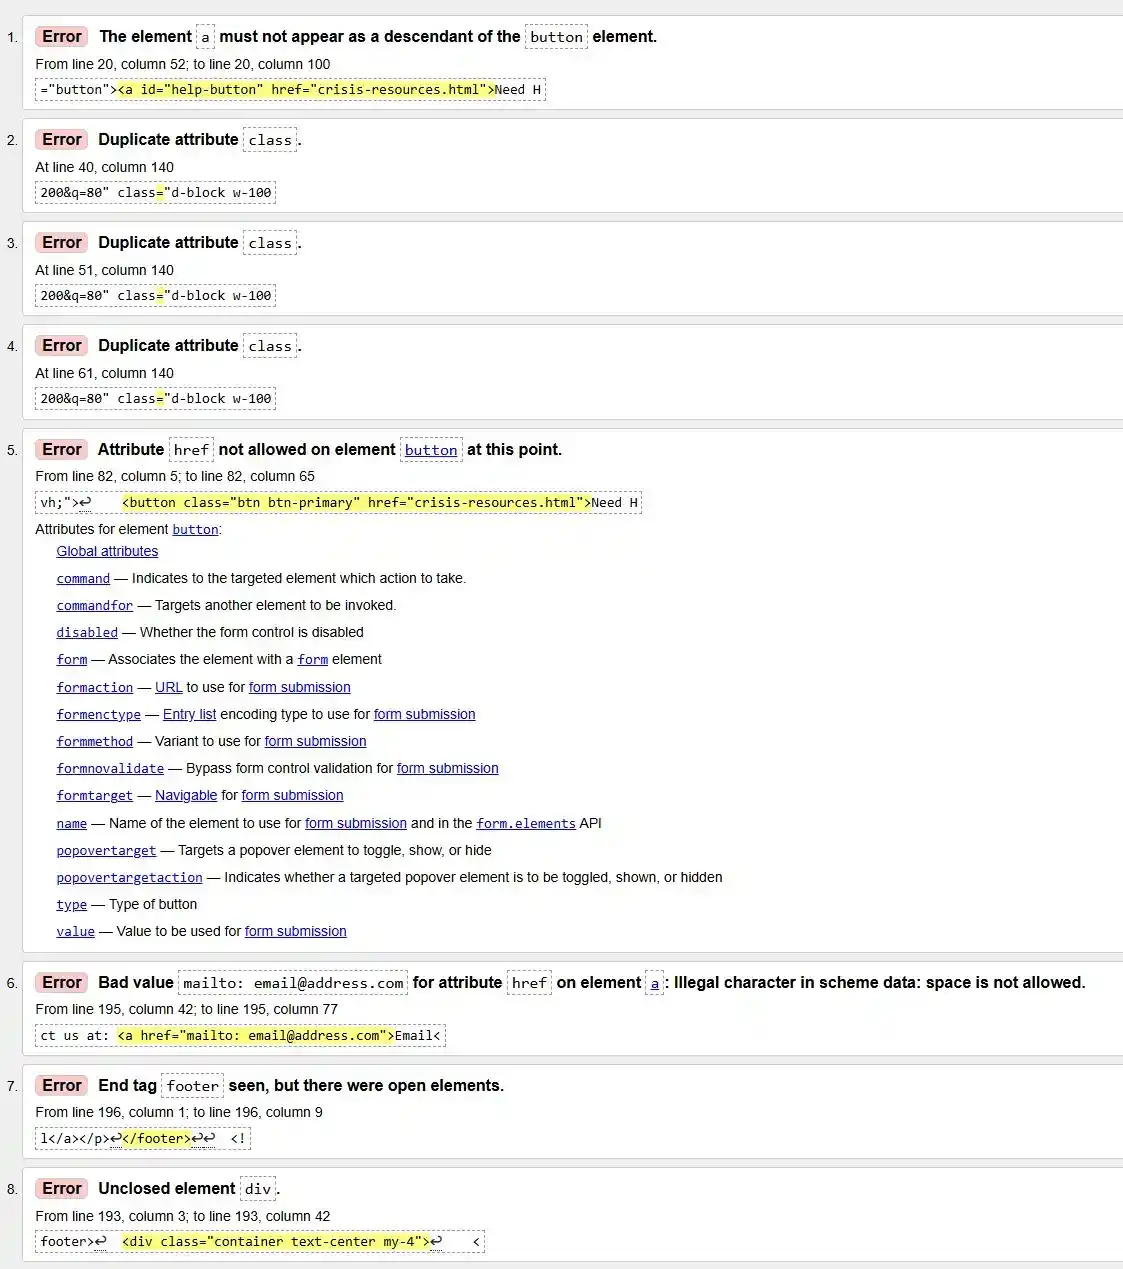 1. Error The element a must not appear as a descendant of the button element.
From line 20, column 52; to line 20, column 100
="button"><a id="help-button" href="crisis-resources.html">Need H
2. Error Duplicate attribute class.
At line 40, column 140
200&q=80" class="d-block w-100
3. Error Duplicate attribute class.
At line 51, column 140
200&q=80" class="d-block w-100
4. Error Duplicate attribute class.
At line 61, column 140
200&q=80" class="d-block w-100
5. Error Attribute href not allowed on element button at this point.
From line 82, column 5; to line 82, column 65
vh;">↩ <button class="btn btn-primary" href="crisis-resources.html">Need H
Attributes for element button:
Global attributes
command — Indicates to the targeted element which action to take.
commandfor — Targets another element to be invoked.
disabled — Whether the form control is disabled
form — Associates the element with a form element
formaction — URL to use for form submission
formenctype — Entry list encoding type to use for form submission
formmethod — Variant to use for form submission
formnovalidate — Bypass form control validation for form submission
formtarget — Navigable for form submission
name — Name of the element to use for form submission and in the form.elements API
popovertarget — Targets a popover element to toggle, show, or hide
popovertargetaction — Indicates whether a targeted popover element is to be toggled, shown, or hidden
type — Type of button
value — Value to be used for form submission
6. Error Bad value mailto: email@address.com for attribute href on element a: Illegal character in scheme data: space is not allowed.
From line 195, column 42; to line 195, column 77
ct us at: <a href="mailto: email@address.com">Email<
7. Error End tag footer seen, but there were open elements.
From line 196, column 1; to line 196, column 9
l</a></p>↩</footer>↩↩ <!
8. Error Unclosed element div.
From line 193, column 3; to line 193, column 42
footer>↩ <div class="container text-center my-4">↩ <